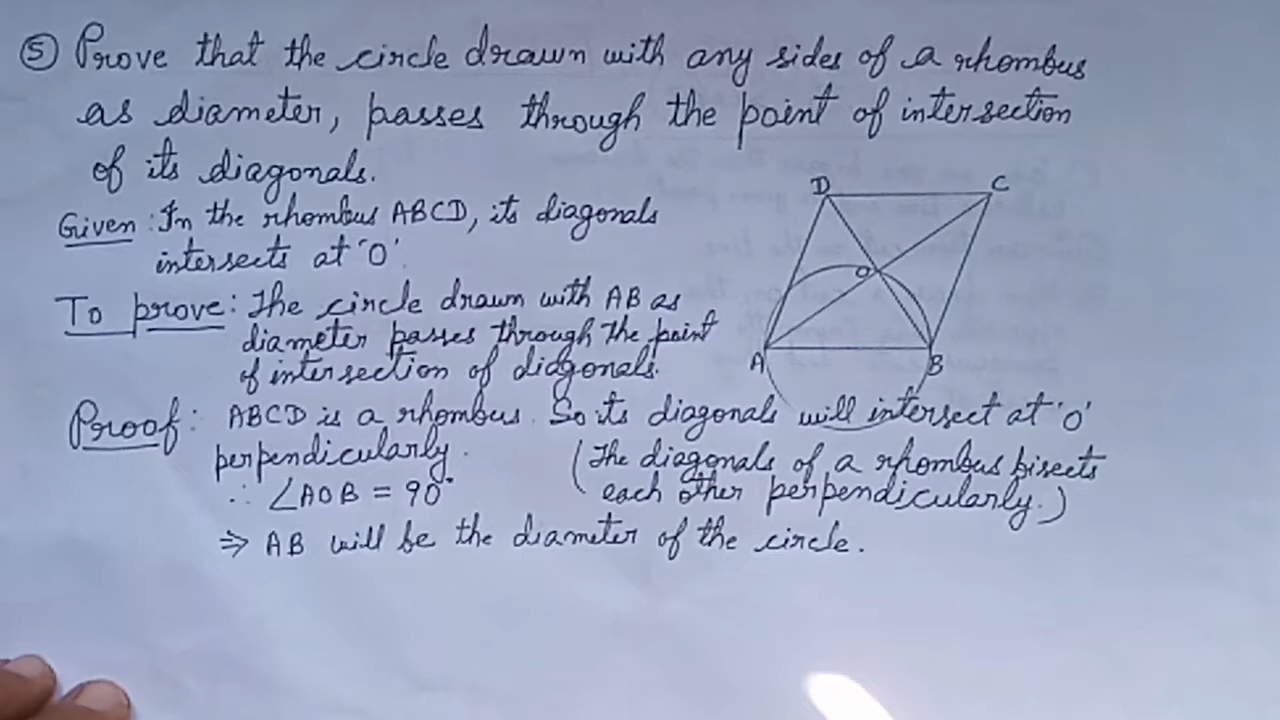 ⑤ Prove that the circle drawn with any sides of a rhombus
as diameter, passes through the point of intersection
of its diagonals.
Given: In the rhombus ABCD, its diagonals
intersects at 'O'.
To prove: The circle drawn with AB as
diameter passes through the point
of intersection of diagonals.
D C
O
A B
Proof: ABCD is a rhombus. So its diagonals will intersect at 'O'
perpendicularly. (The diagonals of a rhombus bisects
each other perpendicularly.)
∴ ∠AOB = 90°
⇒ AB will be the diameter of the circle.